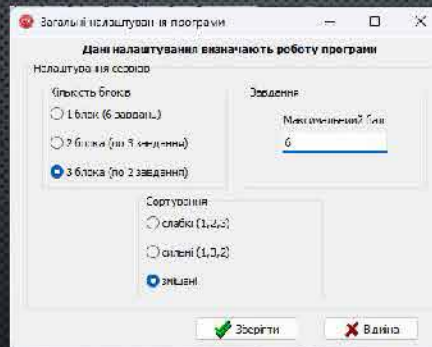 Загальні налаштування програми
Дані налаштування визначають роботу програми
Налаштування сервісів
Кількість блоків
1 блок (6 завдань)
2 блока (по 3 завдання)
3 блока (по 2 завдання)
Завдання
Максимальний бал
6
Сортування
слабкі (1,2,3)
сильні (1,3,2)
змішані
Зберігти
Відміна